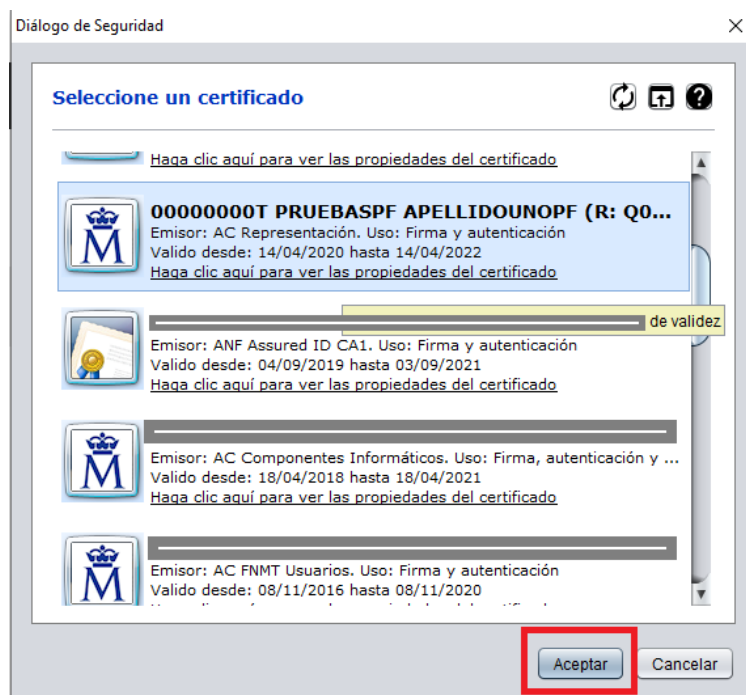 Diálogo de Seguridad
Seleccione un certificado
Haga clic aquí para ver las propiedades del certificado
00000000T PRUEBASPF APELLIDOUNOPF (R: Q0...
Emisor: AC Representación. Uso: Firma y autenticación
Valido desde: 14/04/2020 hasta 14/04/2022
Haga clic aquí para ver las propiedades del certificado
de validez
Emisor: ANF Assured ID CA1. Uso: Firma y autenticación
Valido desde: 04/09/2019 hasta 03/09/2021
Haga clic aquí para ver las propiedades del certificado
Emisor: AC Componentes Informáticos. Uso: Firma, autenticación y ...
Valido desde: 18/04/2018 hasta 18/04/2021
Haga clic aquí para ver las propiedades del certificado
Emisor: AC FNMT Usuarios. Uso: Firma y autenticación
Valido desde: 08/11/2016 hasta 08/11/2020
Aceptar Cancelar